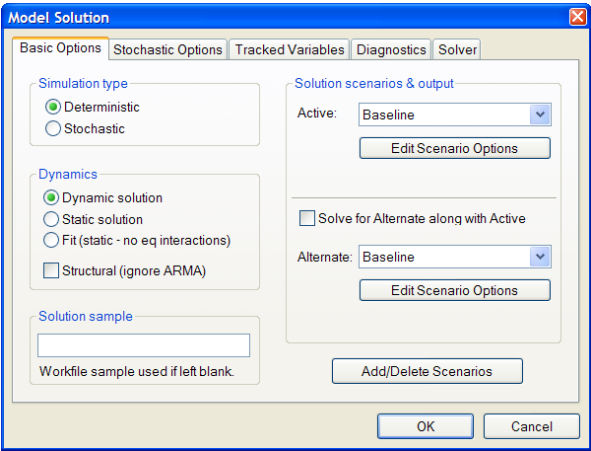 Model Solution
Basic Options
Stochastic Options
Tracked Variables
Diagnostics
Solver
Simulation type
Deterministic
Stochastic
Dynamics
Dynamic solution
Static solution
Fit (static - no eq interactions)
Structural (ignore ARMA)
Solution sample
Workfile sample used if left blank.
Solution scenarios & output
Active:
Baseline
Edit Scenario Options
Solve for Alternate along with Active
Alternate:
Baseline
Edit Scenario Options
Add/Delete Scenarios
OK
Cancel